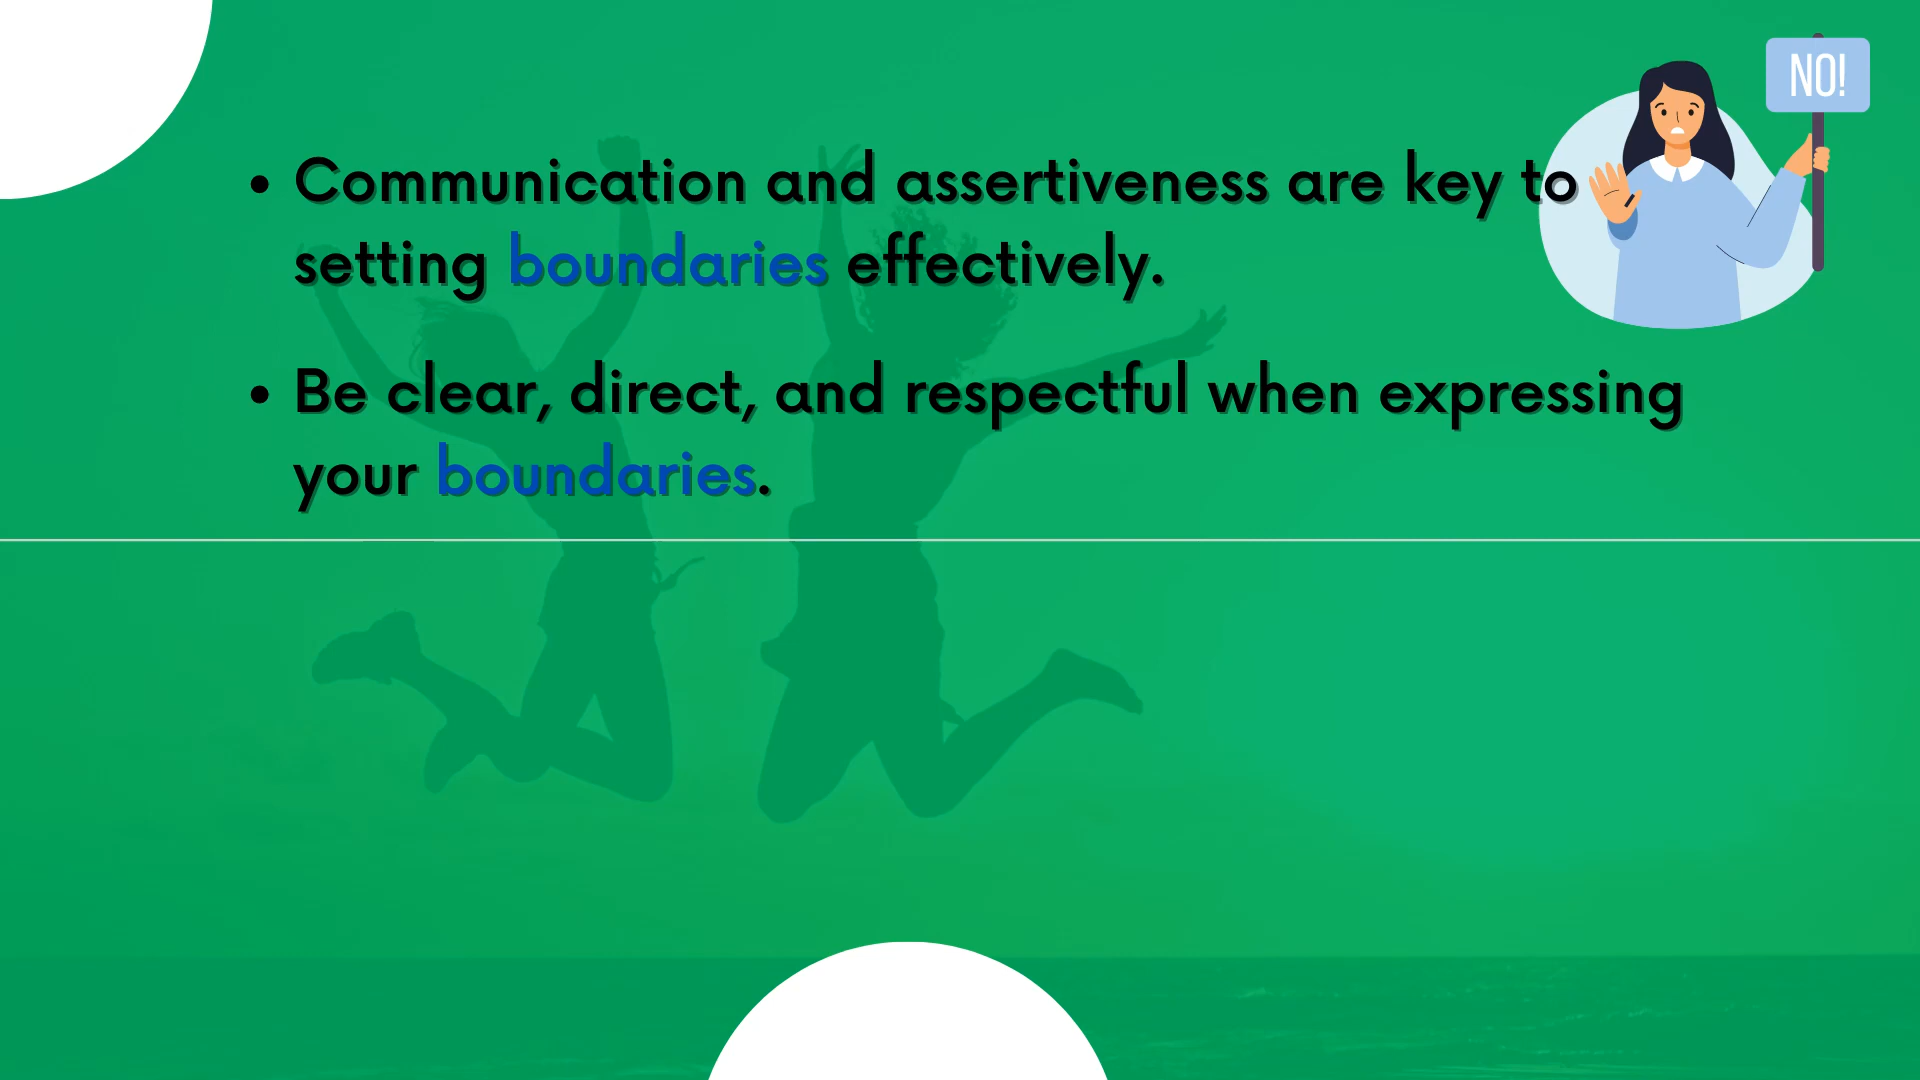 NO!
• Communication and assertiveness are key to
setting boundaries effectively.
• Be clear, direct, and respectful when expressing
your boundaries.